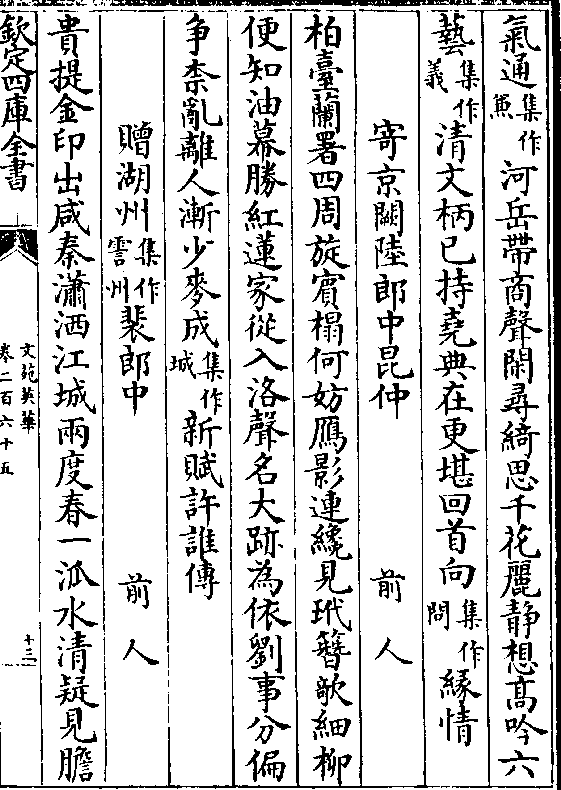 氣通集作無河岳帶商聲閑尋綺思千花麗静想髙吟六
藝集作義清文柄已持堯典在更堪回首向集作問緣情
寄京闕陸郎中昆仲 前人
柏臺蘭署四周旋賓榻何妨鴈影連纔見玳簪歌細柳
便知油幕勝紅蓮家從入洛聲名大跡為依劉事分偏
争柰亂離人漸少麥成集作城新賦許誰傳
贈湖州集作霅州裴郎中 前人
貴提金印出咸秦瀟洒江城兩度春一泒水清疑見膽
欽定四庫全書
文苑英華
卷二百六十五
十三